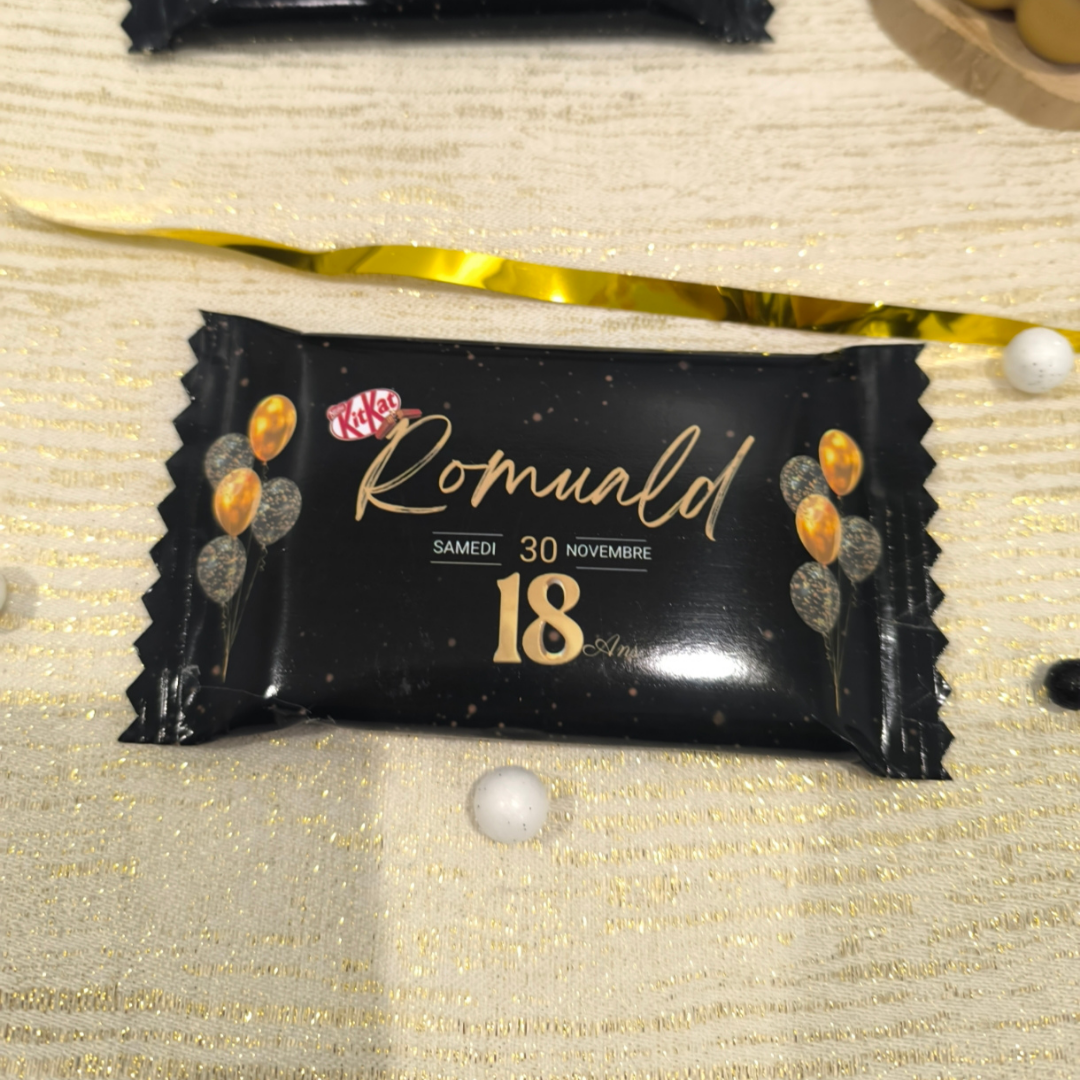 KitKat
Romuald
SAMEDI 30 NOVEMBRE
18 Ans